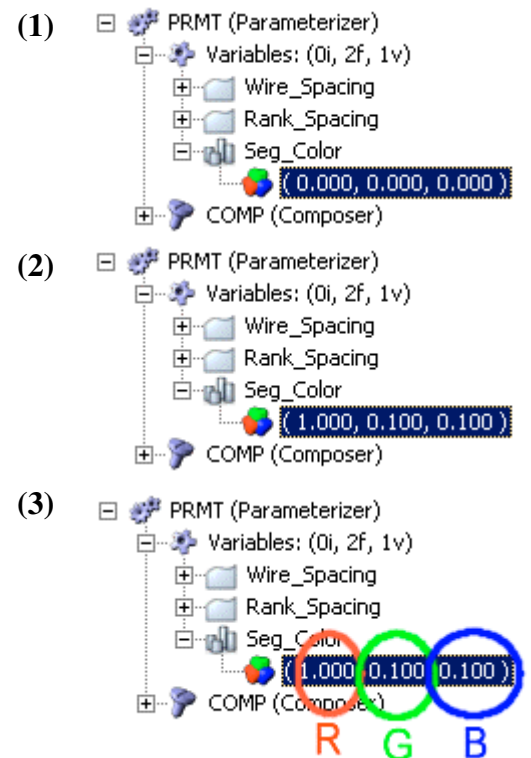 (1) PRMT (Parameterizer)
Variables: (0i, 2f, 1v)
Wire_Spacing
Rank_Spacing
Seg_Color
( 0.000, 0.000, 0.000 )
COMP (Composer)
(2) PRMT (Parameterizer)
Variables: (0i, 2f, 1v)
Wire_Spacing
Rank_Spacing
Seg_Color
( 1.000, 0.100, 0.100 )
COMP (Composer)
(3) PRMT (Parameterizer)
Variables: (0i, 2f, 1v)
Wire_Spacing
Rank_Spacing
Seg_Color
( 1.000, 0.100, 0.100 )
COMP (Composer)
R G B